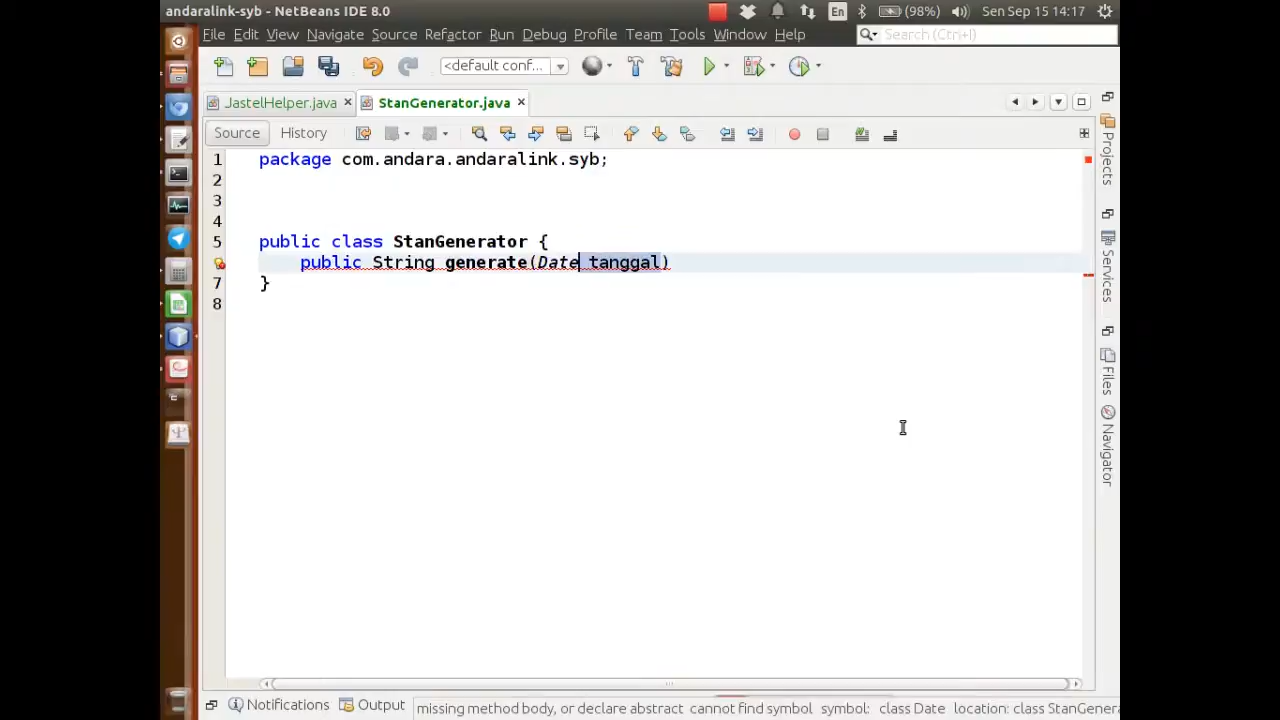 andaralink-syb - NetBeans IDE 8.0
En
(98%)
Sen Sep 15 14:17
File Edit View Navigate Source Refactor Run Debug Profile Team Tools Window Help
Search (Ctrl+I)
<default conf...
JastelHelper.java
StanGenerator.java
Source
History
1 package com.andara.andaralink.syb;
2
3
4
5 public class StanGenerator {
public String generate(Date tanggal)
7 }
8
Projects
Services
Files
Navigator
Notifications
Output
missing method body, or declare abstract cannot find symbol symbol: class Date location: class StanGenera